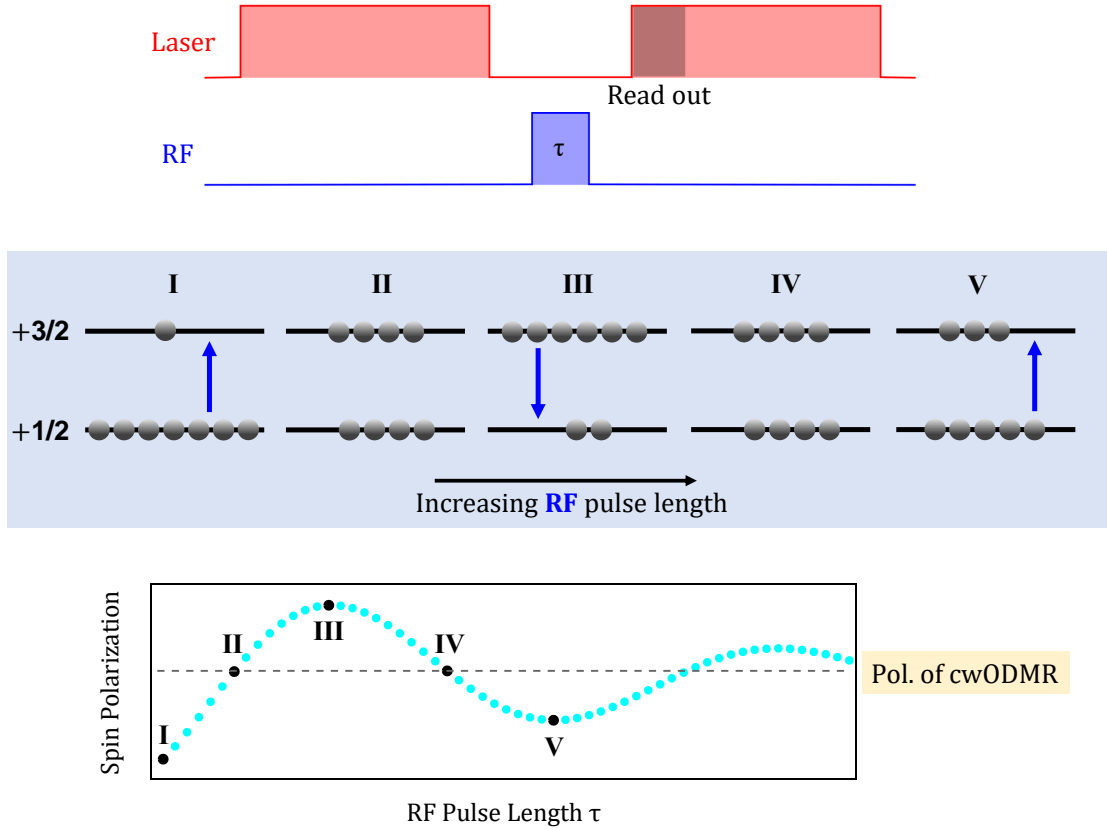 Laser
Read out
RF
τ
I II III IV V
+3/2
+1/2
Increasing RF pulse length
Spin Polarization
I
II
III
IV
V
Pol. of cwODMR
RF Pulse Length τ